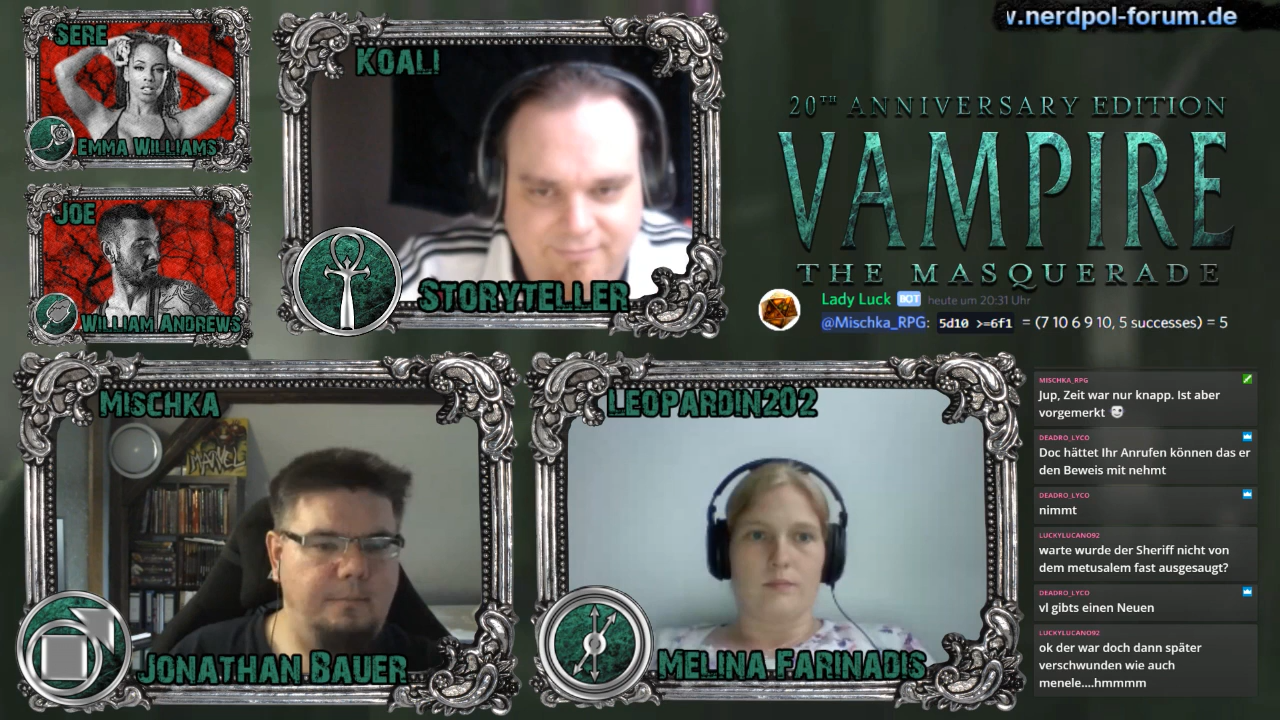 v.nerdpol-forum.de
SERE
EMMA WILLIAMS
JOE
WILLIAM ANDREWS
KOALI
STORYTELLER
20TH ANNIVERSARY EDITION
VAMPIRE
THE MASQUERADE
Lady Luck BOT heute um 20:31 Uhr
@Mischka_RPG: 5d10 >=6f1 = (7 10 6 9 10, 5 successes) = 5
MISCHKA
JONATHAN BAUER
LEOPARDIN202
MELINA FARINADIS
MISCHKA_RPG
Jup, Zeit war nur knapp. Ist aber
vorgemerkt
DEADRO_LYCO
Doc hättet Ihr Anrufen können das er
den Beweis mit nehmt
DEADRO_LYCO
nimmt
LUCKYLUCANO92
warte wurde der Sheriff nicht von
dem metusalem fast ausgesaugt?
DEADRO_LYCO
vl gibts einen Neuen
LUCKYLUCANO92
ok der war doch dann später
verschwunden wie auch
menele....hmmmm